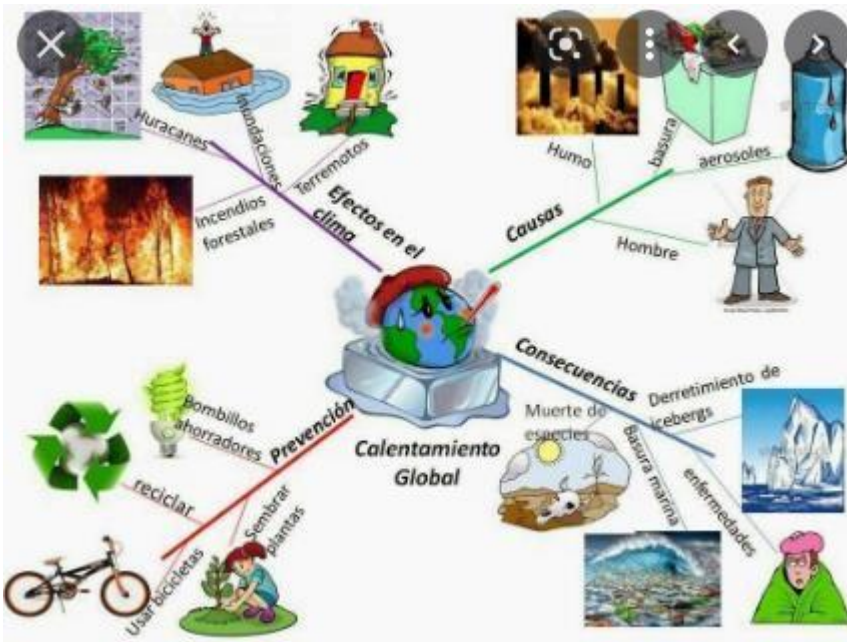 Huracanes
Inundaciones
Terremotos
Incendios
forestales
Efectos en el
clima
Humo
basura
aerosoles
Hombre
Causas
Consecuencias
Derretimiento de
icebergs
Muerte de
especies
Basura marina
enfermedades
Calentamiento
Global
Prevención
Bombillos
ahorradores
reciclar
Sembrar
plantas
Usar bicicletas